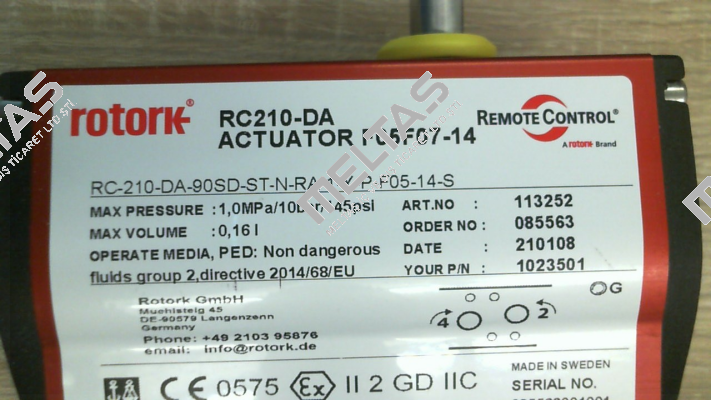 rotork
RC210-DA
ACTUATOR F05F07-14
REMOTE CONTROL®
A rotork Brand
RC-210-DA-90SD-ST-N-RA P-F05-14-S
MAX PRESSURE : 1,0MPa/10bar/145psi
MAX VOLUME : 0,16 l
OPERATE MEDIA, PED: Non dangerous
fluids group 2,directive 2014/68/EU
ART.NO : 113252
ORDER NO : 085563
DATE : 210108
YOUR P/N : 1023501
Rotork GmbH
Muehlsteig 45
DE-90579 Langenzenn
Germany
Phone: +49 2103 95876
email: info@rotork.de
4
2
G
CE 0575 Ex II 2 GD IIC
MADE IN SWEDEN
SERIAL NO.
MELTAS